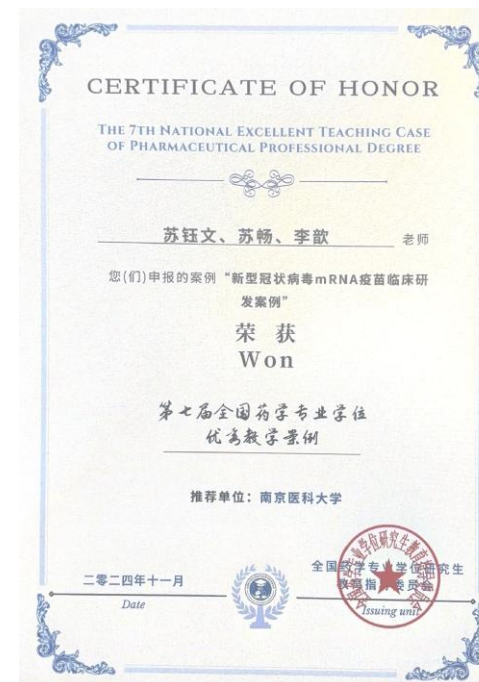 CERTIFICATE OF HONOR
THE 7TH NATIONAL EXCELLENT TEACHING CASE
OF PHARMACEUTICAL PROFESSIONAL DEGREE
苏钰文、苏畅、李歆 老师
您(们)申报的案例“新型冠状病毒mRNA疫苗临床研
发案例”
荣 获
Won
第七届全国药学专业学位
优秀教学案例
推荐单位：南京医科大学
全国药学专业学位研究生
二零二四年十一月 教育指导委员会
Date Issuing unit